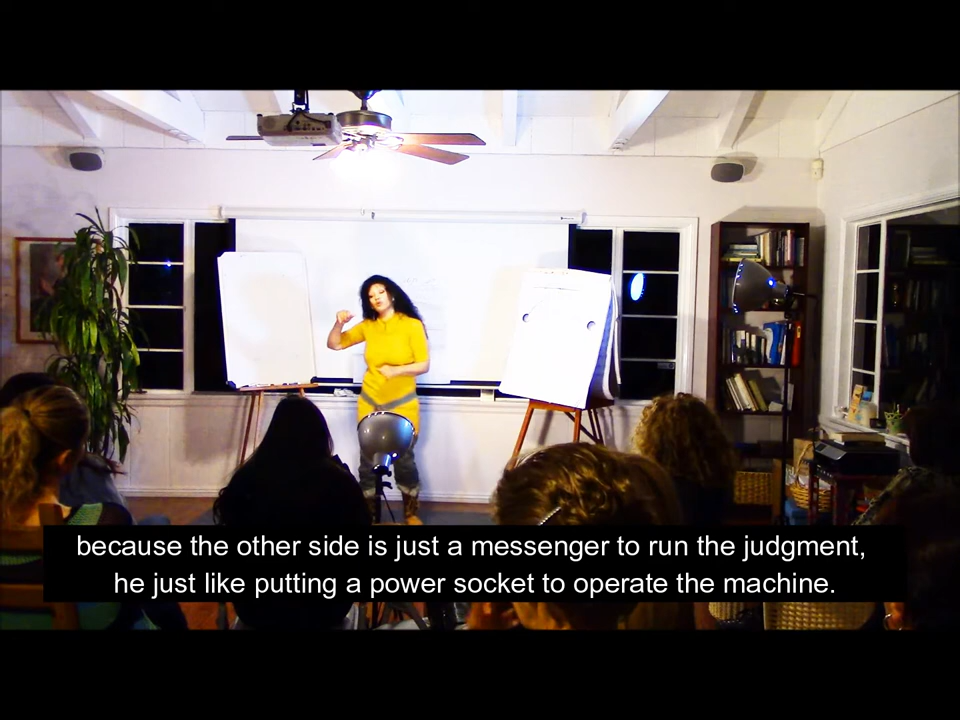 because the other side is just a messenger to run the judgment,
he just like putting a power socket to operate the machine.